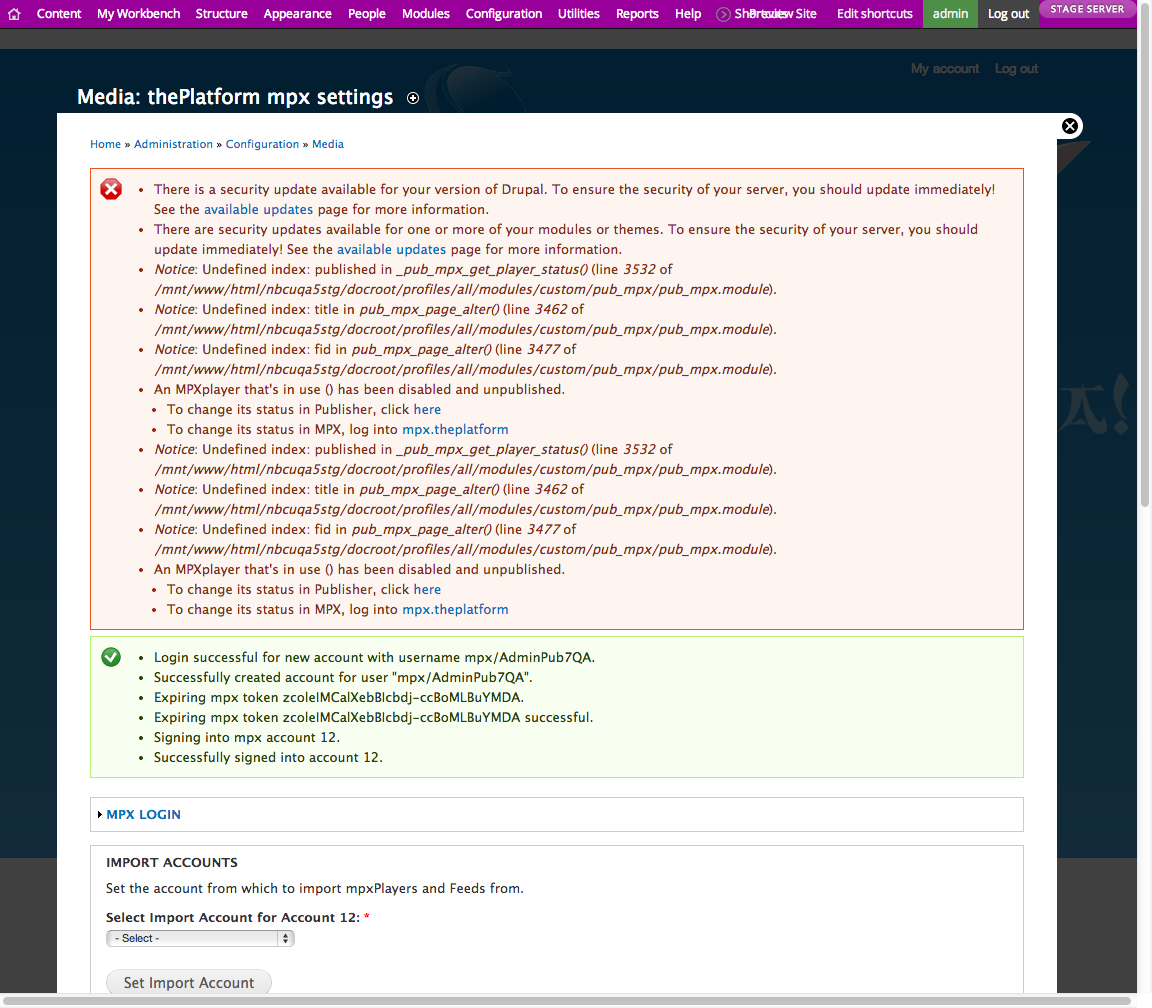 Content My Workbench Structure Appearance People Modules Configuration Utilities Reports Help Edit shortcuts admin Log out STAGE SERVER
My account Log out
Media: thePlatform mpx settings
Home » Administration » Configuration » Media
There is a security update available for your version of Drupal. To ensure the security of your server, you should update immediately!
See the available updates page for more information.
There are security updates available for one or more of your modules or themes. To ensure the security of your server, you should
update immediately! See the available updates page for more information.
Notice: Undefined index: published in _pub_mpx_get_player_status() (line 3532 of
/mnt/www/html/nbcuqa5stg/docroot/profiles/all/modules/custom/pub_mpx/pub_mpx.module).
Notice: Undefined index: title in pub_mpx_page_alter() (line 3462 of
/mnt/www/html/nbcuqa5stg/docroot/profiles/all/modules/custom/pub_mpx/pub_mpx.module).
Notice: Undefined index: fid in pub_mpx_page_alter() (line 3477 of
/mnt/www/html/nbcuqa5stg/docroot/profiles/all/modules/custom/pub_mpx/pub_mpx.module).
An MPXplayer that's in use () has been disabled and unpublished.
To change its status in Publisher, click here
To change its status in MPX, log into mpx.theplatform
Notice: Undefined index: published in _pub_mpx_get_player_status() (line 3532 of
/mnt/www/html/nbcuqa5stg/docroot/profiles/all/modules/custom/pub_mpx/pub_mpx.module).
Notice: Undefined index: title in pub_mpx_page_alter() (line 3462 of
/mnt/www/html/nbcuqa5stg/docroot/profiles/all/modules/custom/pub_mpx/pub_mpx.module).
Notice: Undefined index: fid in pub_mpx_page_alter() (line 3477 of
/mnt/www/html/nbcuqa5stg/docroot/profiles/all/modules/custom/pub_mpx/pub_mpx.module).
An MPXplayer that's in use () has been disabled and unpublished.
To change its status in Publisher, click here
To change its status in MPX, log into mpx.theplatform
Login successful for new account with username mpx/AdminPub7QA.
Successfully created account for user "mpx/AdminPub7QA".
Expiring mpx token zcoleIMCalXebBIcbdj-ccBoMLBuYMDA.
Expiring mpx token zcoleIMCalXebBIcbdj-ccBoMLBuYMDA successful.
Signing into mpx account 12.
Successfully signed into account 12.
MPX LOGIN
IMPORT ACCOUNTS
Set the account from which to import mpxPlayers and Feeds from.
Select Import Account for Account 12: *
- Select -
Set Import Account